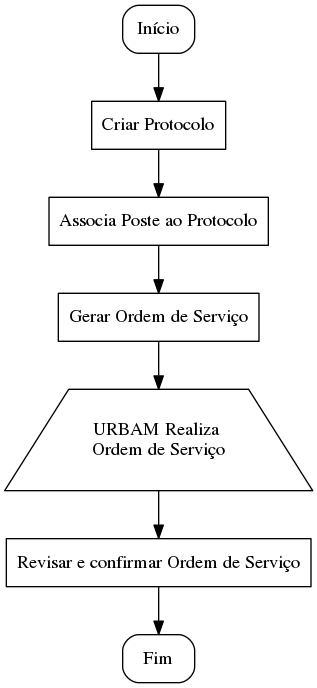 Início
Criar Protocolo
Associa Poste ao Protocolo
Gerar Ordem de Serviço
URBAM Realiza
Ordem de Serviço
Revisar e confirmar Ordem de Serviço
Fim